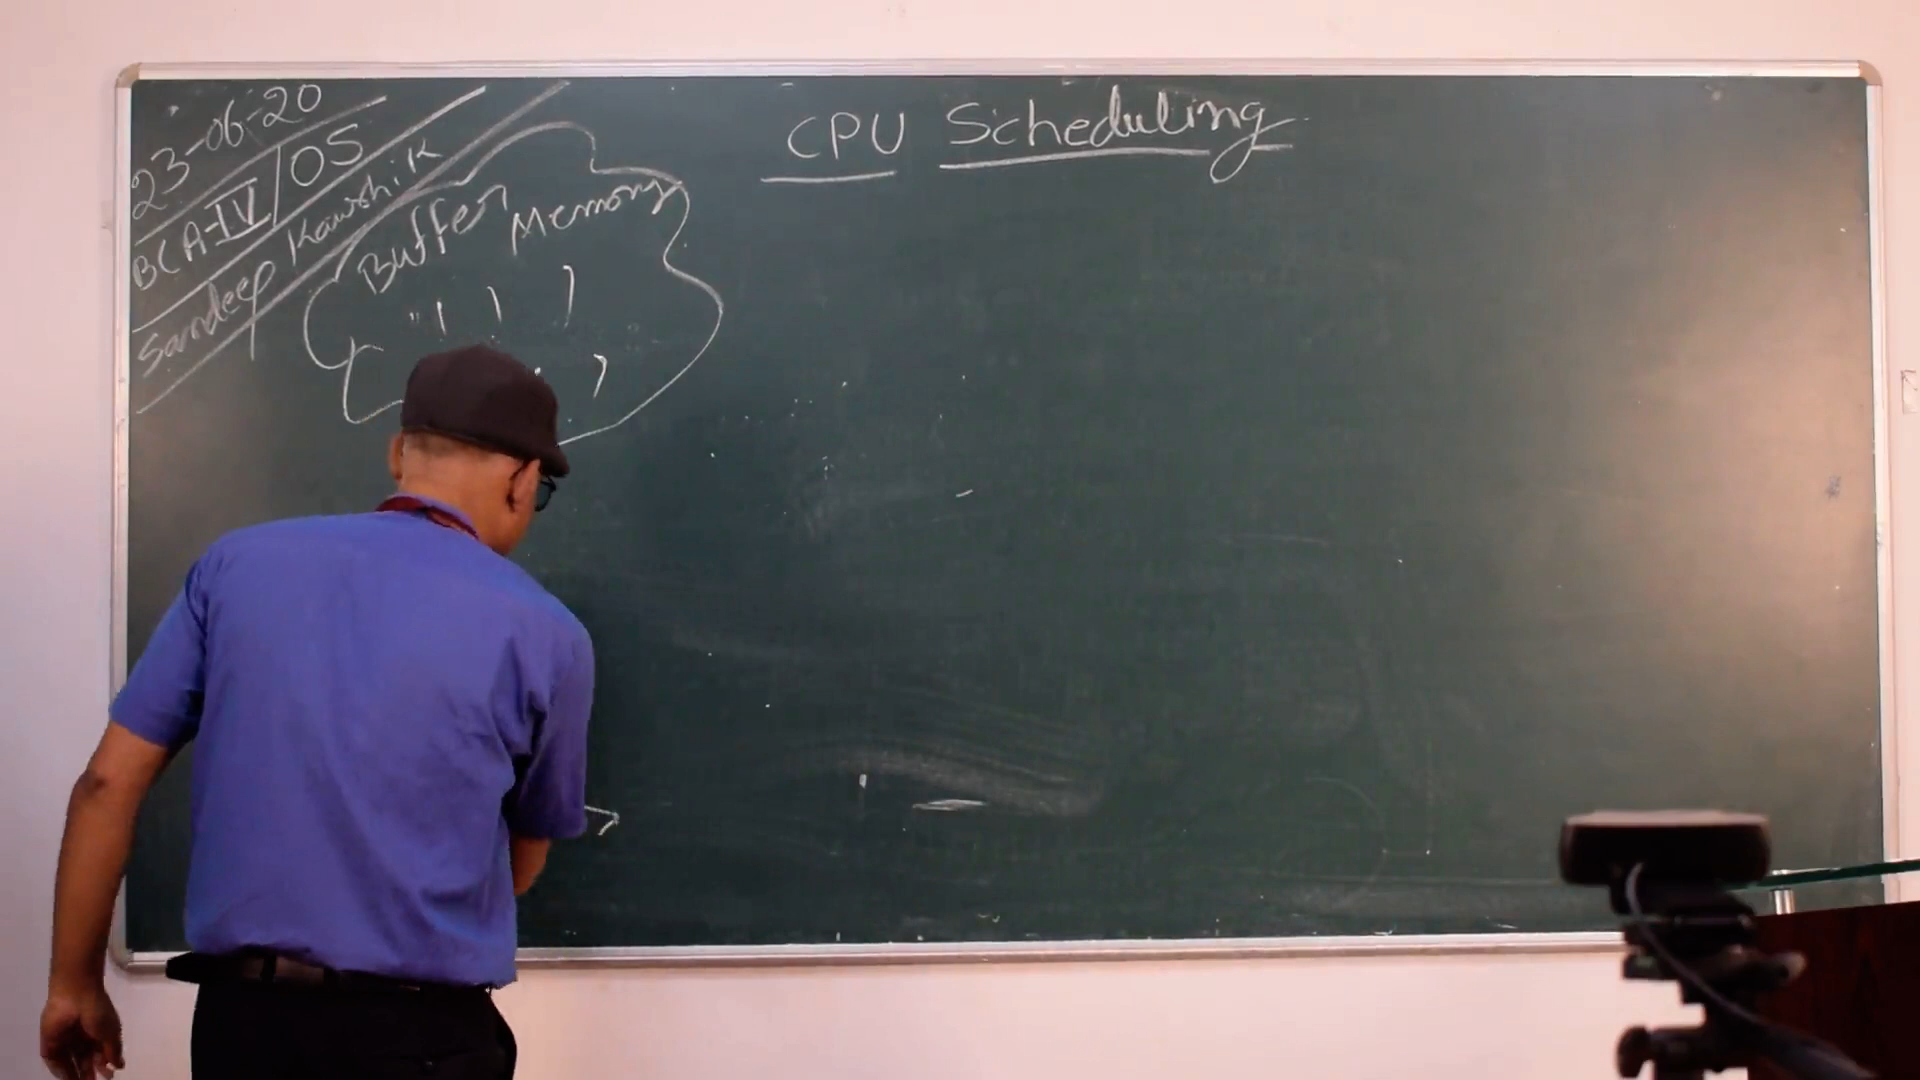 23-06-20
BCA-IV/OS
Sandeep Kaushik
CPU Scheduling
Buffer Memory